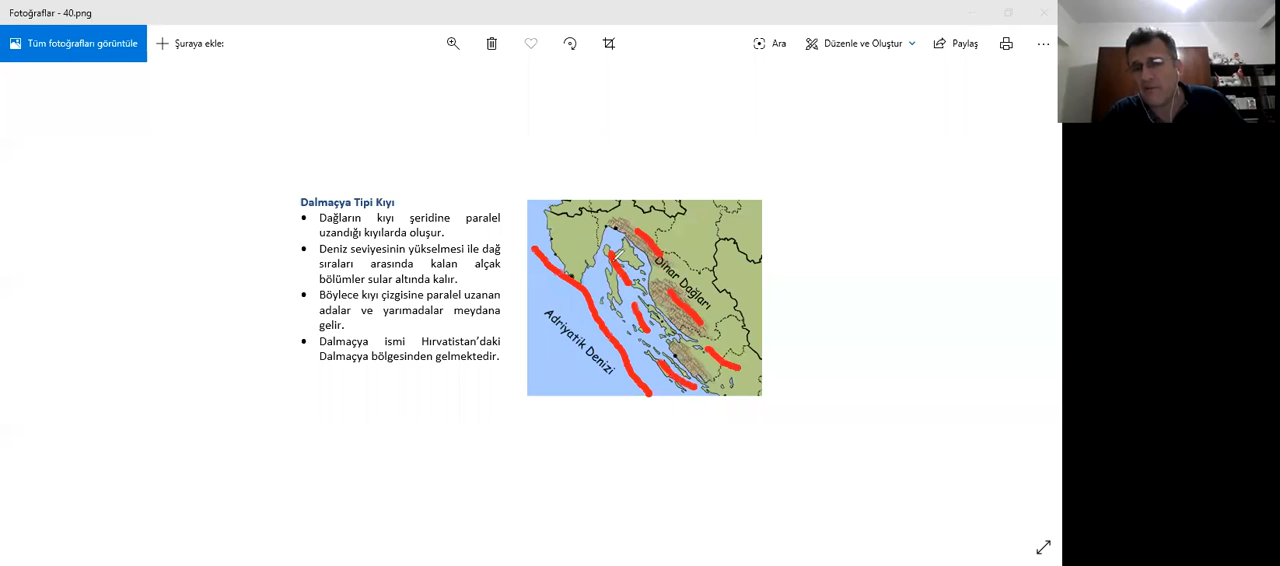 Fotoğraflar - 40.png
Tüm fotoğrafları görüntüle
Şuraya ekle:
Ara
Düzenle ve Oluştur
Paylaş
Dalmaçya Tipi Kıyı
• Dağların kıyı şeridine paralel
uzandığı kıyılarda oluşur.
• Deniz seviyesinin yükselmesi ile dağ
sıraları arasında kalan alçak
bölümler sular altında kalır.
• Böylece kıyı çizgisine paralel uzanan
adalar ve yarımadalar meydana
gelir.
• Dalmaçya ismi Hırvatistan’daki
Dalmaçya bölgesinden gelmektedir.
Dinar Dağları
Adriyatik Denizi